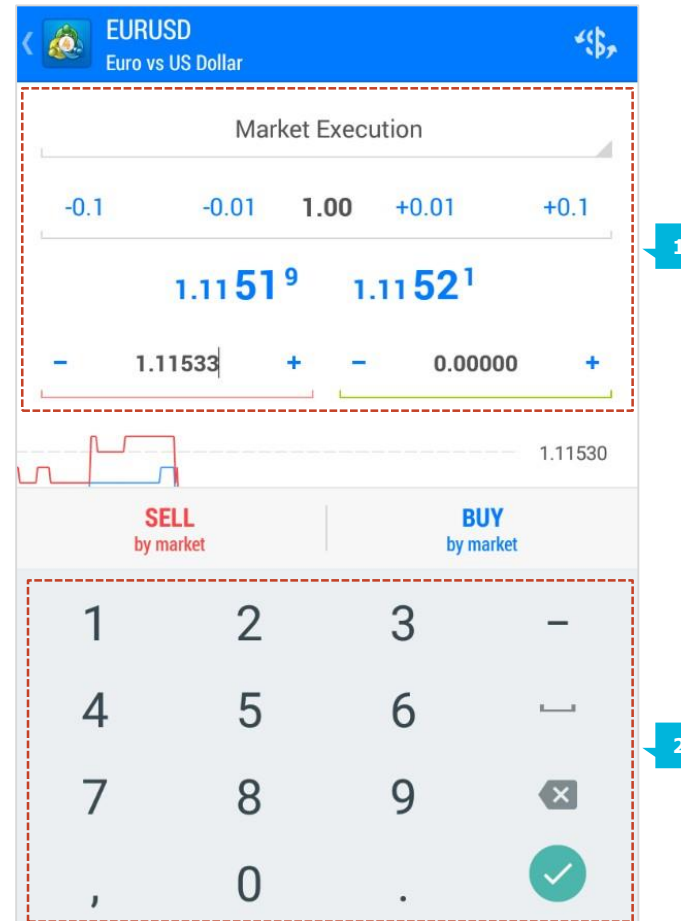 EURUSD
Euro vs US Dollar
Market Execution
-0.1 -0.01 1.00 +0.01 +0.1
1
1.11519 1.11521
- 1.11533 + - 0.00000 +
1.11530
SELL BUY
by market by market
1 2 3 -
4 5 6
2
7 8 9
, 0 .